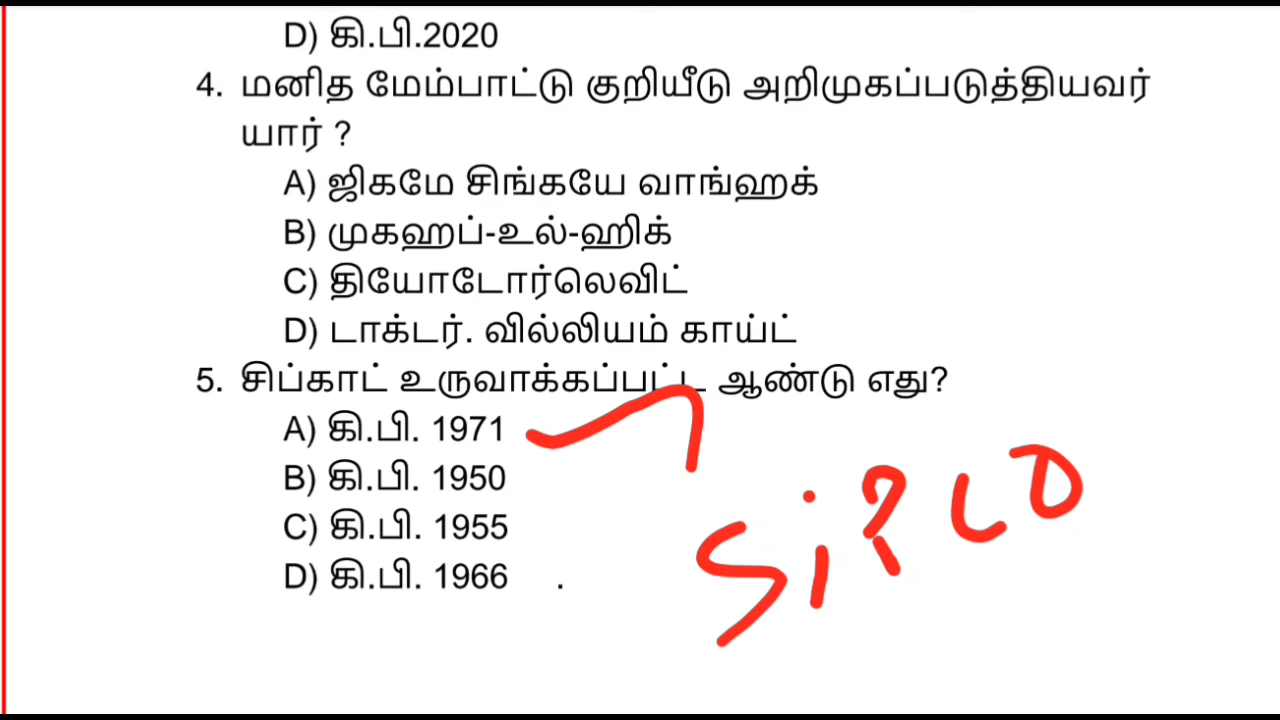 D) கி.பி.2020
4. மனித மேம்பாட்டு குறியீடு அறிமுகப்படுத்தியவர்
யார் ?
A) ஜிகமே சிங்கயே வாங்ஹக்
B) முகஹப்-உல்-ஹிக்
C) தியோடோர்லெவிட்
D) டாக்டர். வில்லியம் காய்ட்
5. சிப்காட் உருவாக்கப்பட்ட ஆண்டு எது?
A) கி.பி. 1971
B) கி.பி. 1950
C) கி.பி. 1955
D) கி.பி. 1966 .